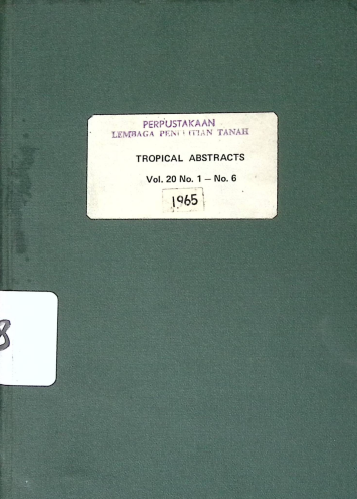 PERPUSTAKAAN
LEMBAGA PENELITIAN TANAH
TROPICAL ABSTRACTS
Vol. 20 No. 1 – No. 6
1965
8